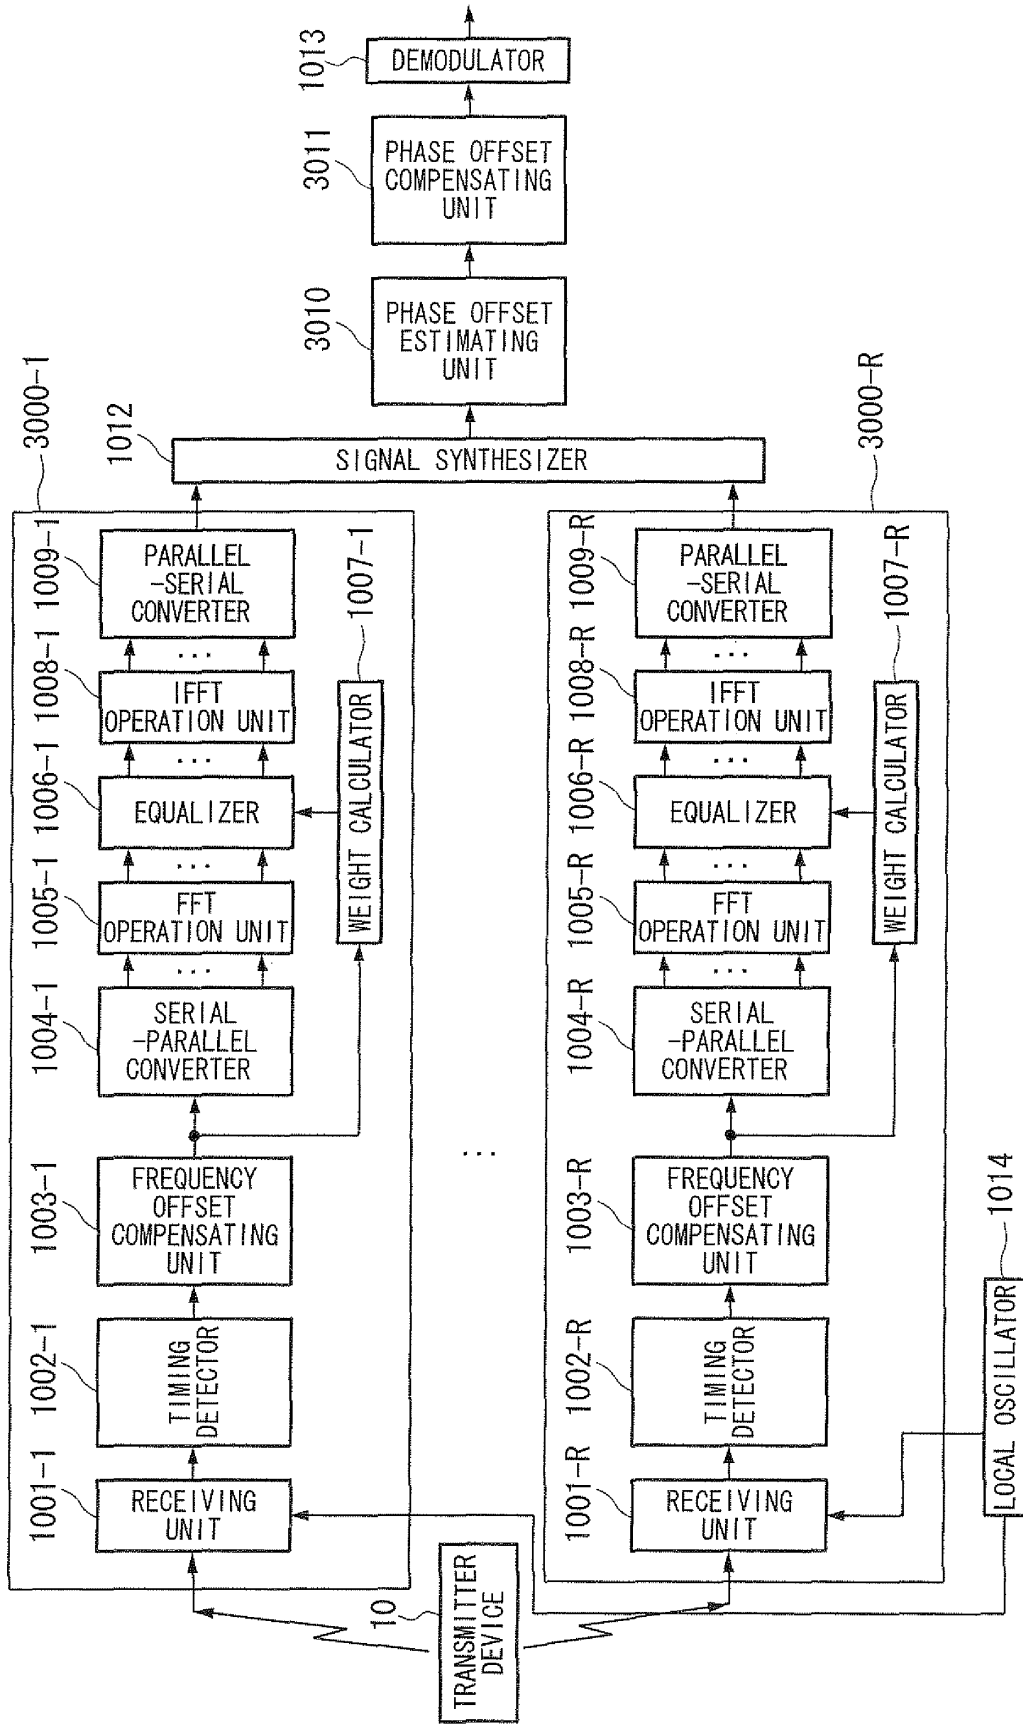 10
TRANSMITTER
DEVICE
3000-1
1001-1
RECEIVING
UNIT
1002-1
TIMING
DETECTOR
1003-1
FREQUENCY
OFFSET
COMPENSATING
UNIT
1004-1
SERIAL
-PARALLEL
CONVERTER
1005-1
FFT
OPERATION UNIT
1006-1
EQUALIZER
1007-1
WEIGHT CALCULATOR
1008-1
IFFT
OPERATION UNIT
1009-1
PARALLEL
-SERIAL
CONVERTER
...
...
...
...
...
3000-R
1001-R
RECEIVING
UNIT
1002-R
TIMING
DETECTOR
1003-R
FREQUENCY
OFFSET
COMPENSATING
UNIT
1004-R
SERIAL
-PARALLEL
CONVERTER
1005-R
FFT
OPERATION UNIT
1006-R
EQUALIZER
1007-R
WEIGHT CALCULATOR
1008-R
IFFT
OPERATION UNIT
1009-R
PARALLEL
-SERIAL
CONVERTER
...
...
...
...
1014
LOCAL OSCILLATOR
1012
SIGNAL SYNTHESIZER
3010
PHASE OFFSET
ESTIMATING
UNIT
3011
PHASE OFFSET
COMPENSATING
UNIT
1013
DEMODULATOR